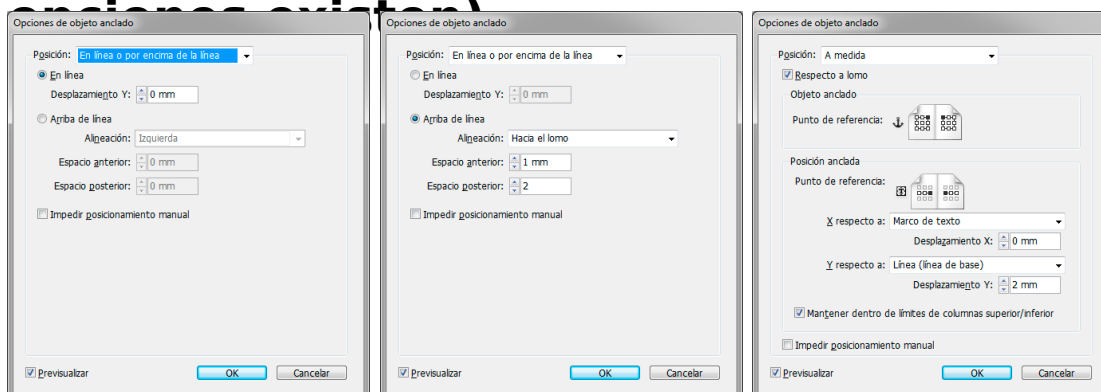 opciones existen)
Opciones de objeto anclado
Posición: En línea o por encima de la línea
En línea
Desplazamiento Y: 0 mm
Arriba de línea
Alineación: Izquierda
Espacio anterior: 0 mm
Espacio posterior: 0 mm
Impedir posicionamiento manual
Previsualizar OK Cancelar
Opciones de objeto anclado
Posición: En línea o por encima de la línea
En línea
Desplazamiento Y: 0 mm
Arriba de línea
Alineación: Hacia el lomo
Espacio anterior: 1 mm
Espacio posterior: 2
Impedir posicionamiento manual
Previsualizar OK Cancelar
Opciones de objeto anclado
Posición: A medida
Respecto a lomo
Objeto anclado
Punto de referencia:
Posición anclada
Punto de referencia:
X respecto a: Marco de texto
Desplazamiento X: 0 mm
Y respecto a: Línea (línea de base)
Desplazamiento Y: 2 mm
Mantener dentro de límites de columnas superior/inferior
Impedir posicionamiento manual
Previsualizar OK Cancelar